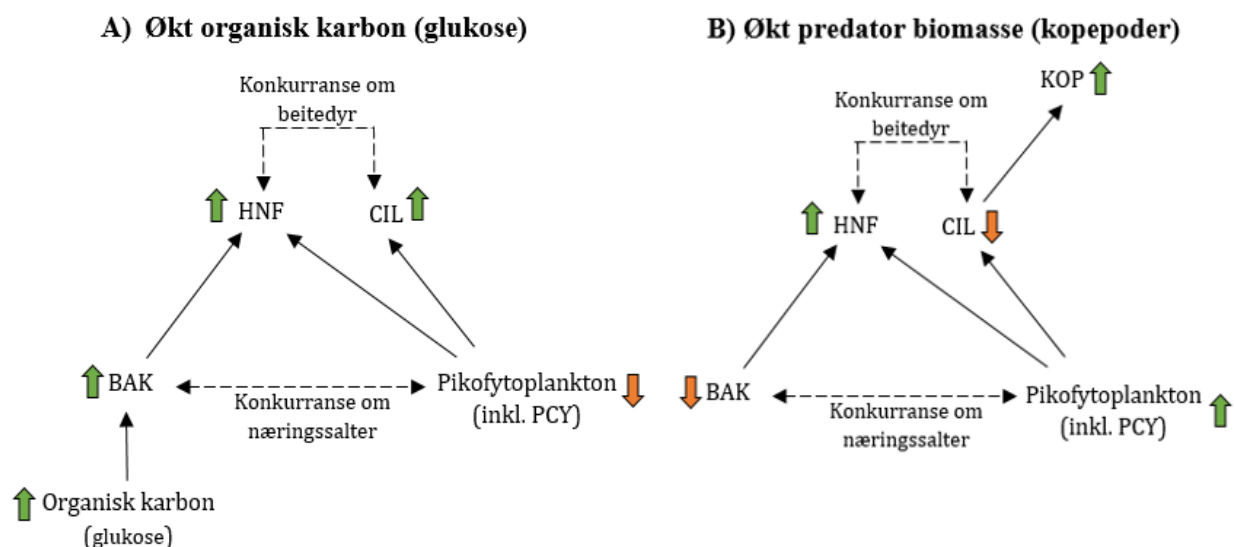 A) Økt organisk karbon (glukose)
Konkurranse om
beitedyr
HNF
CIL
BAK
Konkurranse om
næringssalter
Pikofytoplankton
(inkl. PCY)
Organisk karbon
(glukose)
B) Økt predator biomasse (kopepoder)
KOP
Konkurranse om
beitedyr
HNF
CIL
BAK
Konkurranse om
næringssalter
Pikofytoplankton
(inkl. PCY)